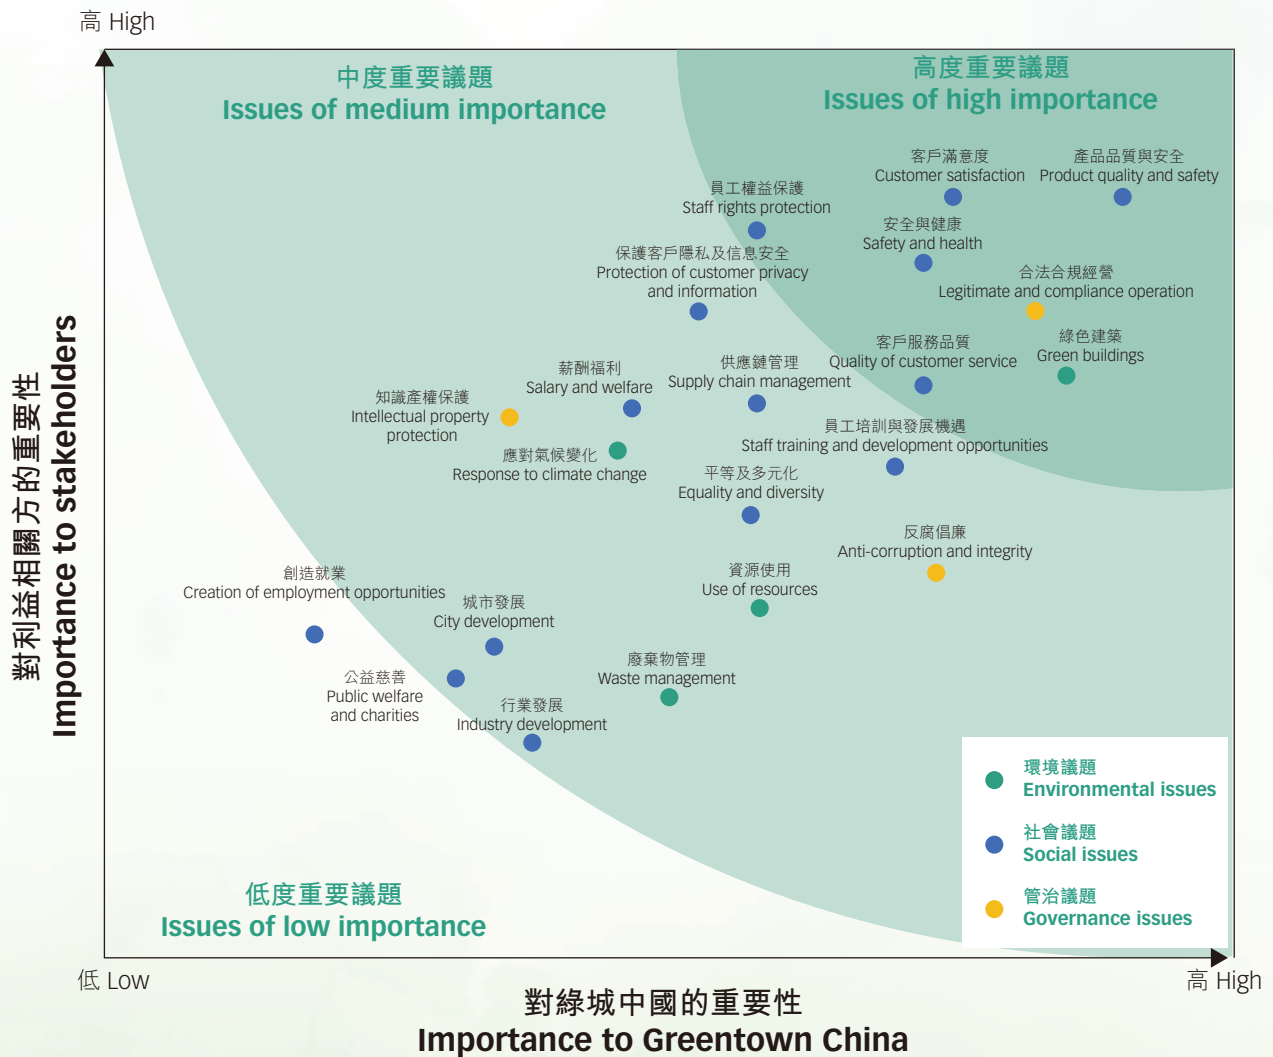 高 High
中度重要議題
Issues of medium importance
高度重要議題
Issues of high importance
客戶滿意度
Customer satisfaction
產品品質與安全
Product quality and safety
員工權益保護
Staff rights protection
安全與健康
Safety and health
保護客戶隱私及信息安全
Protection of customer privacy
and information
合法合規經營
Legitimate and compliance operation
客戶服務品質
Quality of customer service
綠色建築
Green buildings
薪酬福利
Salary and welfare
供應鏈管理
Supply chain management
知識產權保護
Intellectual property
protection
員工培訓與發展機遇
Staff training and development opportunities
應對氣候變化
Response to climate change
平等及多元化
Equality and diversity
反腐倡廉
Anti-corruption and integrity
資源使用
Use of resources
創造就業
Creation of employment opportunities
城市發展
City development
廢棄物管理
Waste management
公益慈善
Public welfare
and charities
行業發展
Industry development
環境議題
Environmental issues
社會議題
Social issues
管治議題
Governance issues
低度重要議題
Issues of low importance
對利益相關方的重要性
Importance to stakeholders
低 Low
高 High
對綠城中國的重要性
Importance to Greentown China